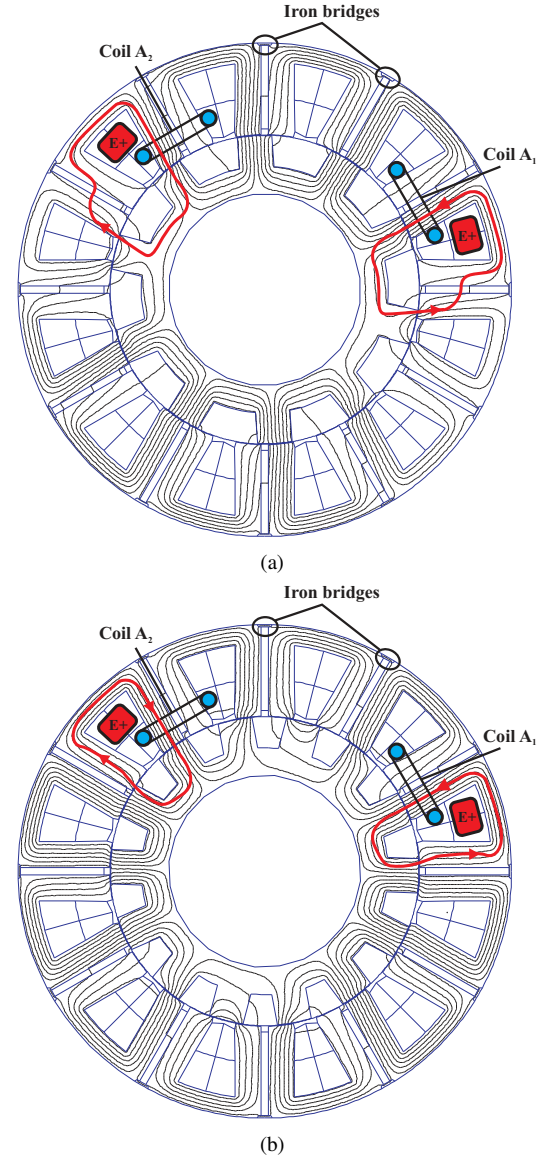 Iron bridges
Coil A₂
E+
Coil A₁
E+
(a)
Iron bridges
Coil A₂
E+
Coil A₁
E+
(b)